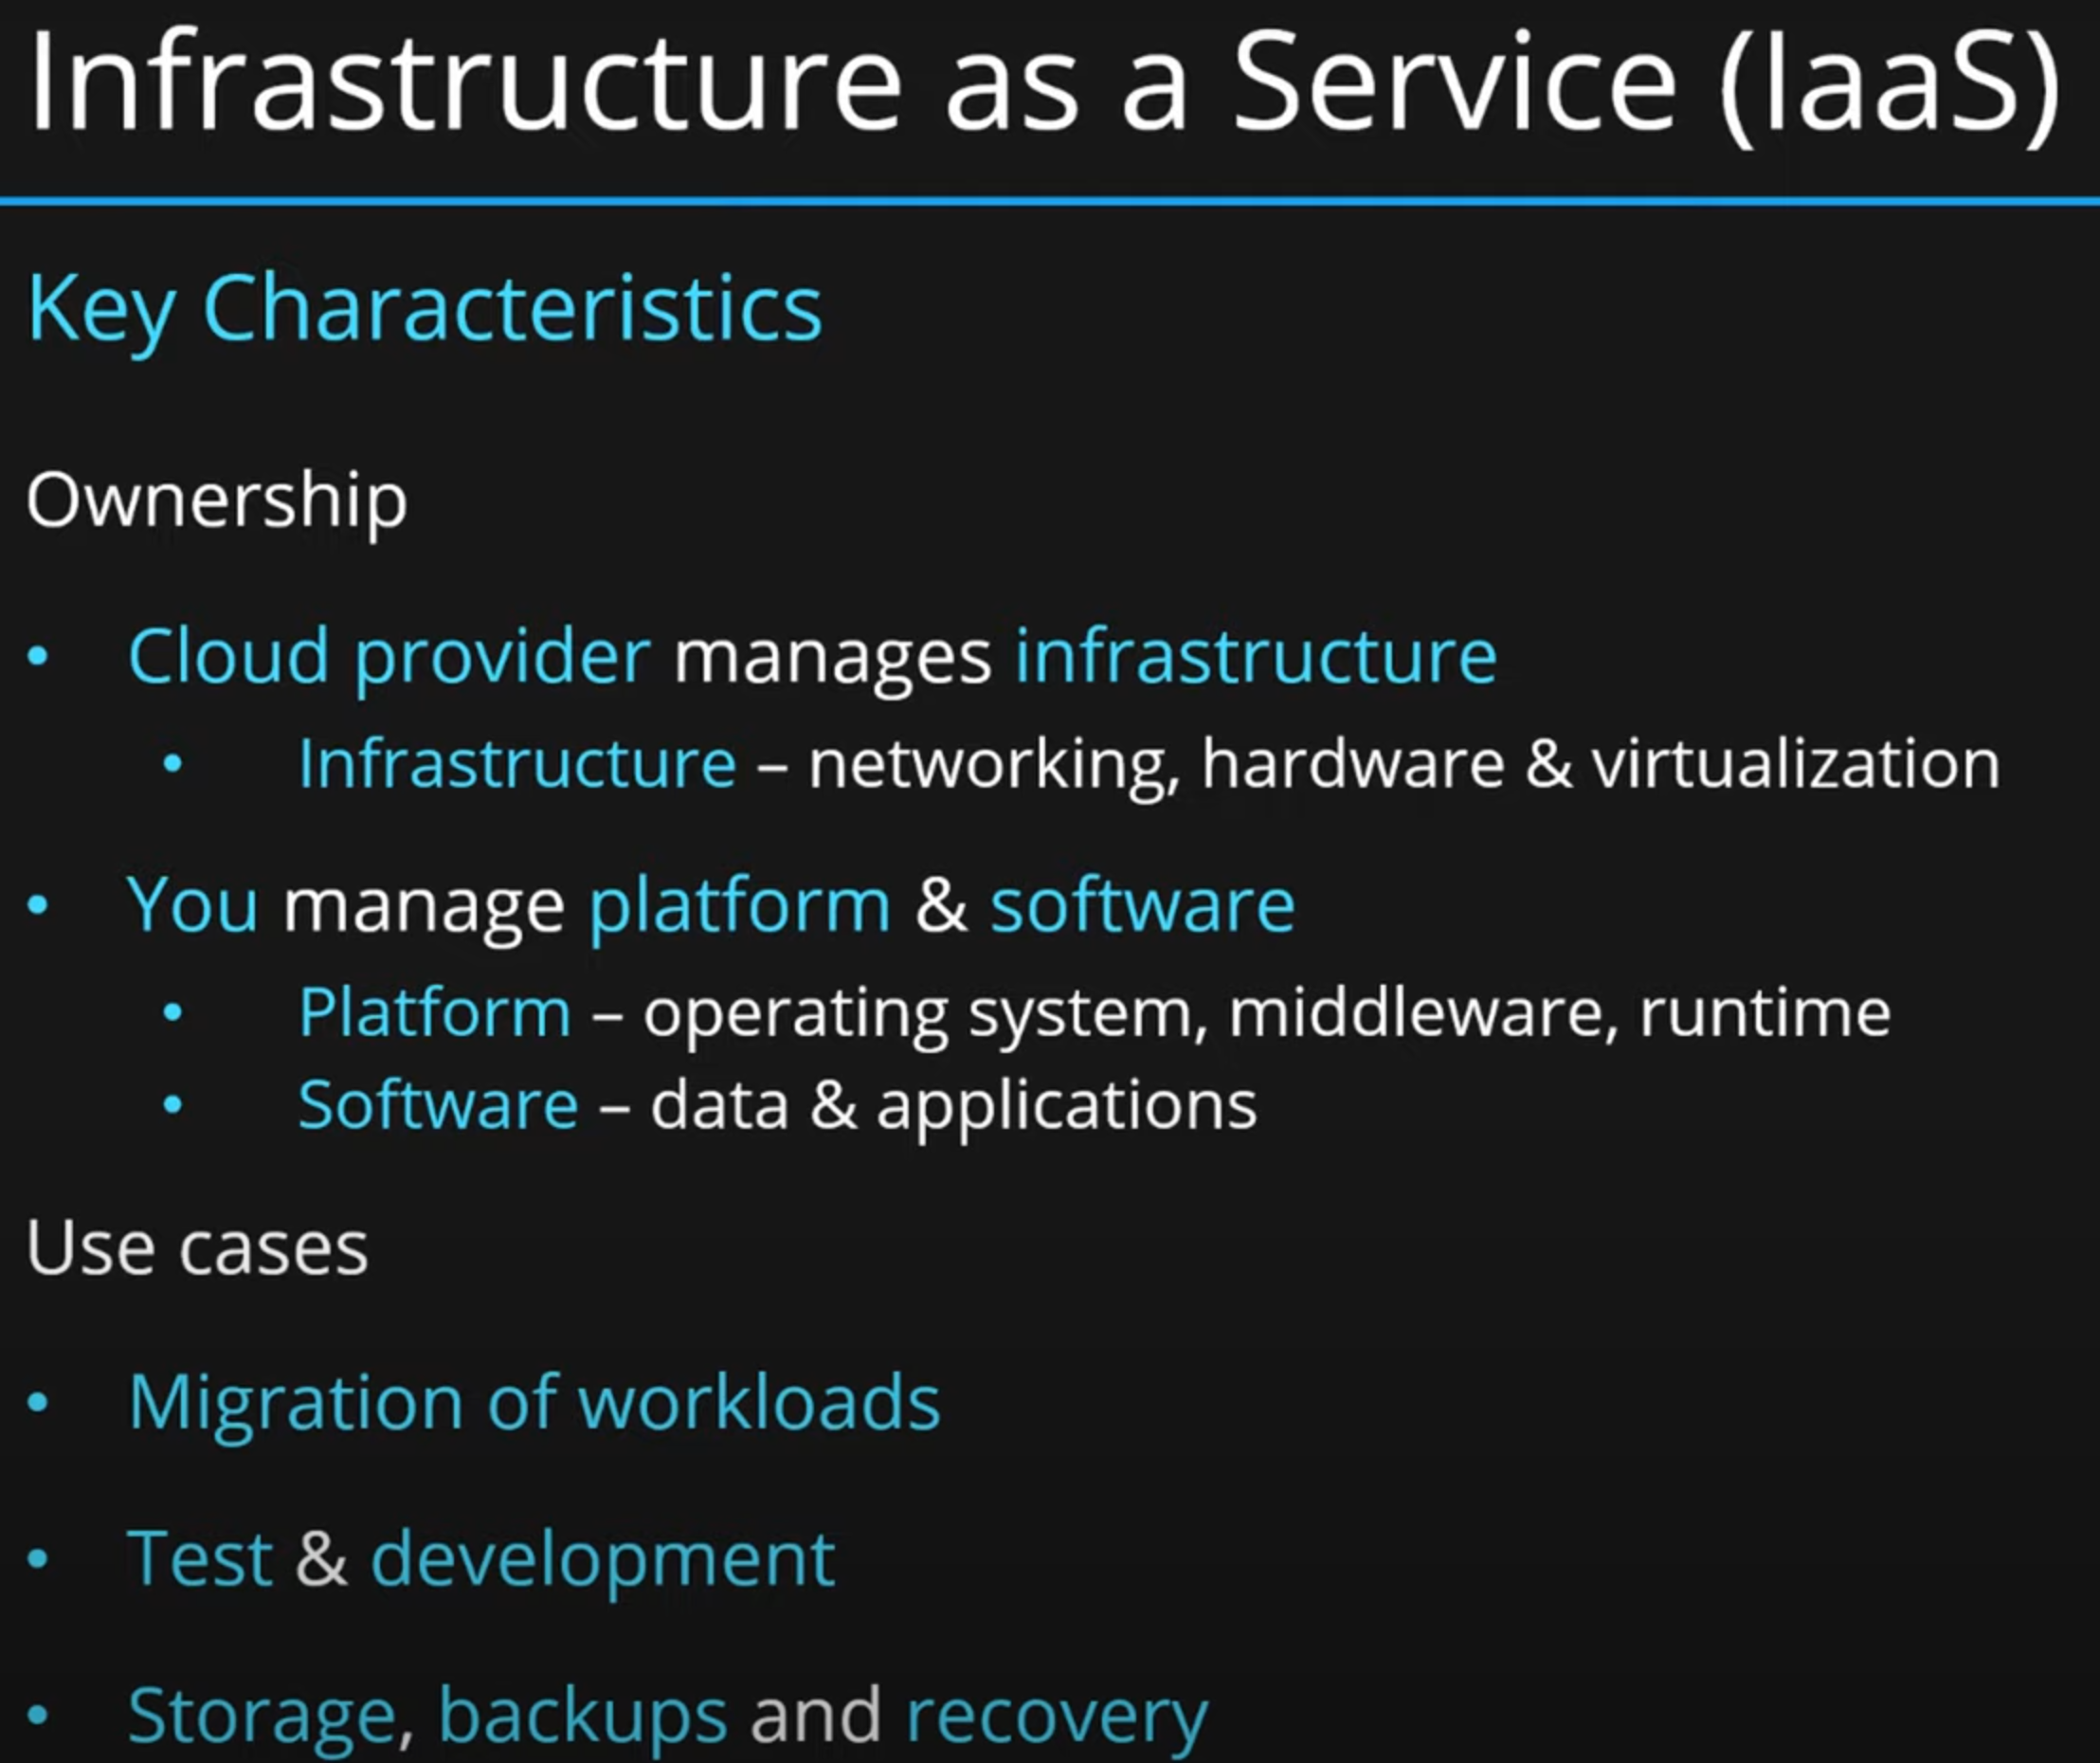 Infrastructure as a Service (IaaS)
Key Characteristics
Ownership
• Cloud provider manages infrastructure
• Infrastructure – networking, hardware & virtualization
• You manage platform & software
• Platform – operating system, middleware, runtime
• Software – data & applications
Use cases
• Migration of workloads
• Test & development
• Storage, backups and recovery